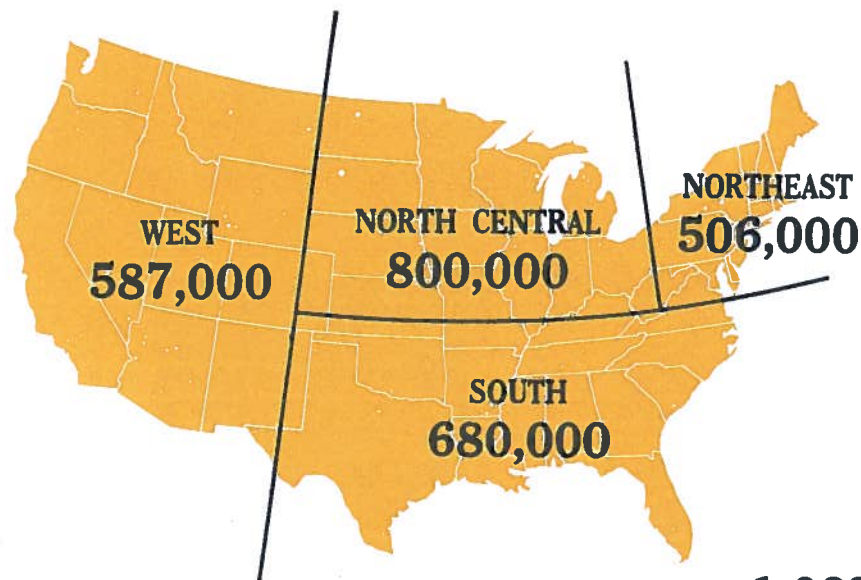 NORTHEAST
506,000
WEST
587,000
NORTH CENTRAL
800,000
SOUTH
680,000